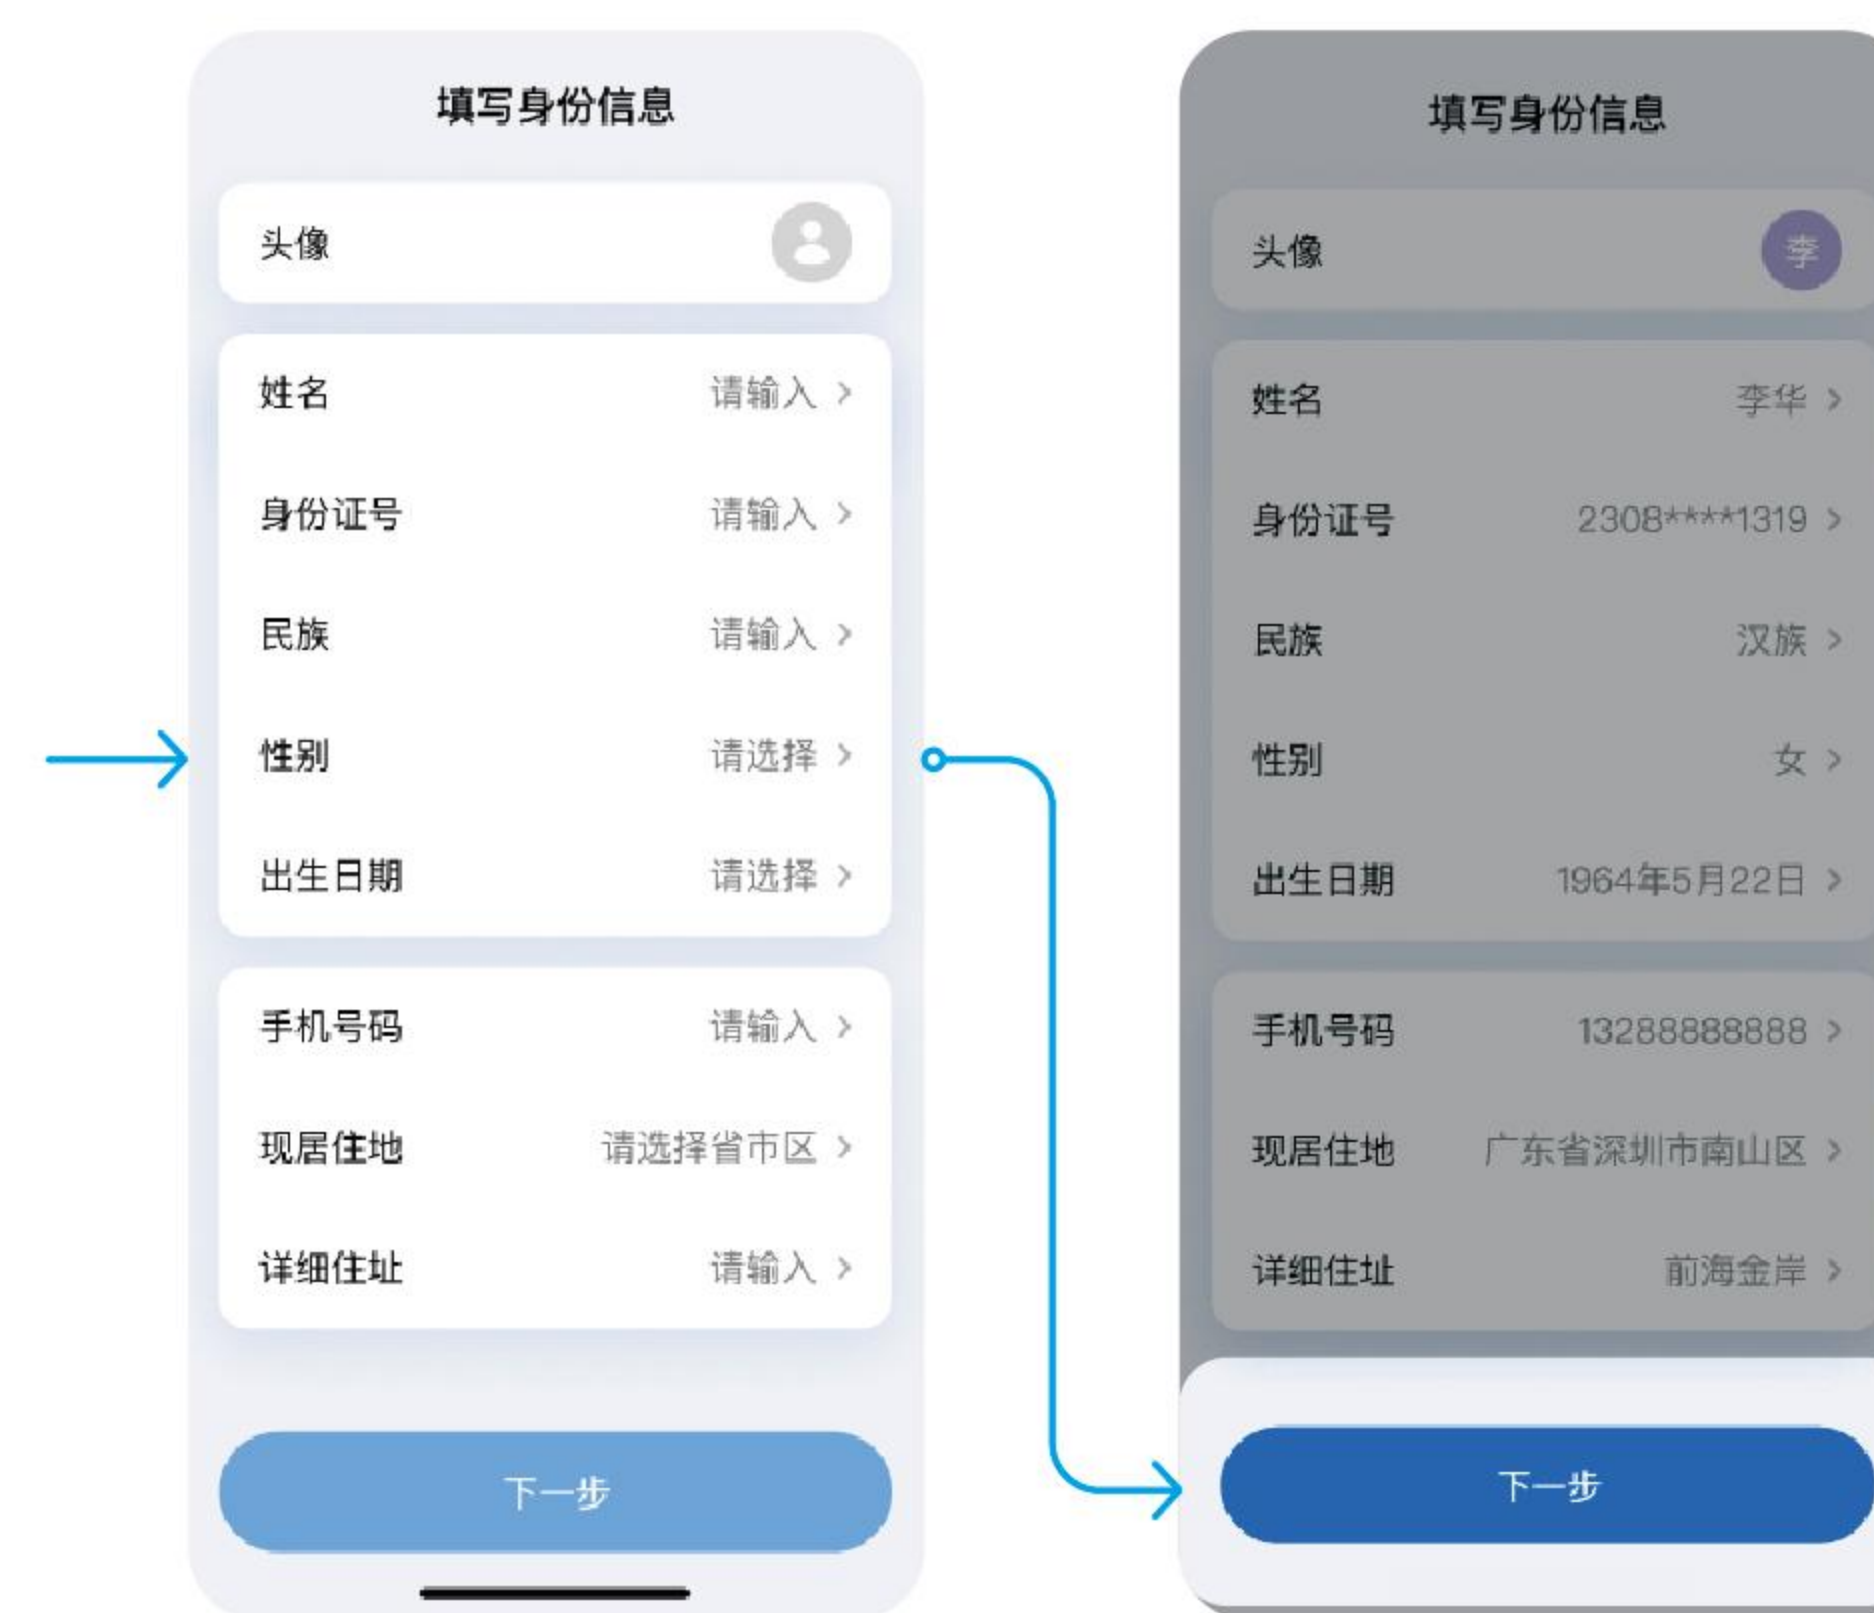 填写身份信息
头像
姓名 请输入 >
身份证号 请输入 >
民族 请输入 >
性别 请选择 >
出生日期 请选择 >
手机号码 请输入 >
现居住地 请选择省市区 >
详细住址 请输入 >
下一步
填写身份信息
头像 李
姓名 李华 >
身份证号 2308****1319 >
民族 汉族 >
性别 女 >
出生日期 1964年5月22日 >
手机号码 13288888888 >
现居住地 广东省深圳市南山区 >
详细住址 前海金岸 >
下一步